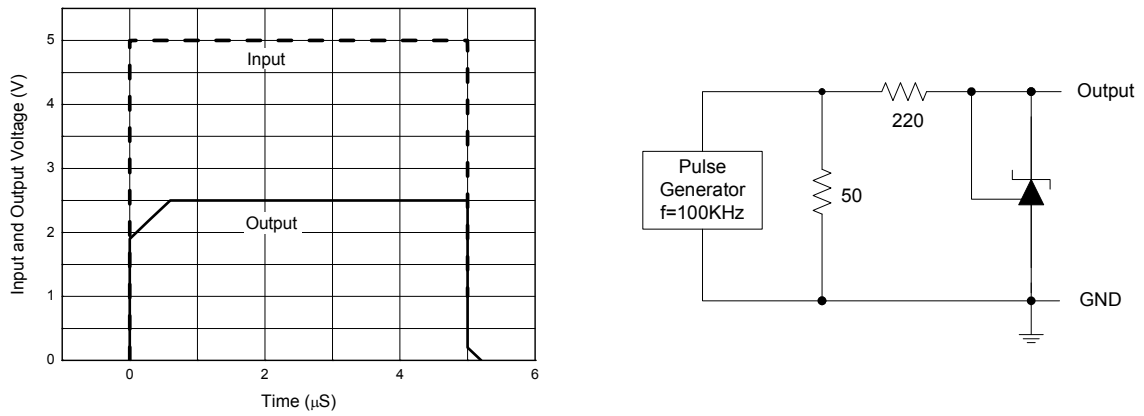 Input and Output Voltage (V)
5
4
3
2
1
0
Input
Output
0
2
4
6
Time (μS)
Output
220
Pulse
Generator
f=100KHz
50
GND